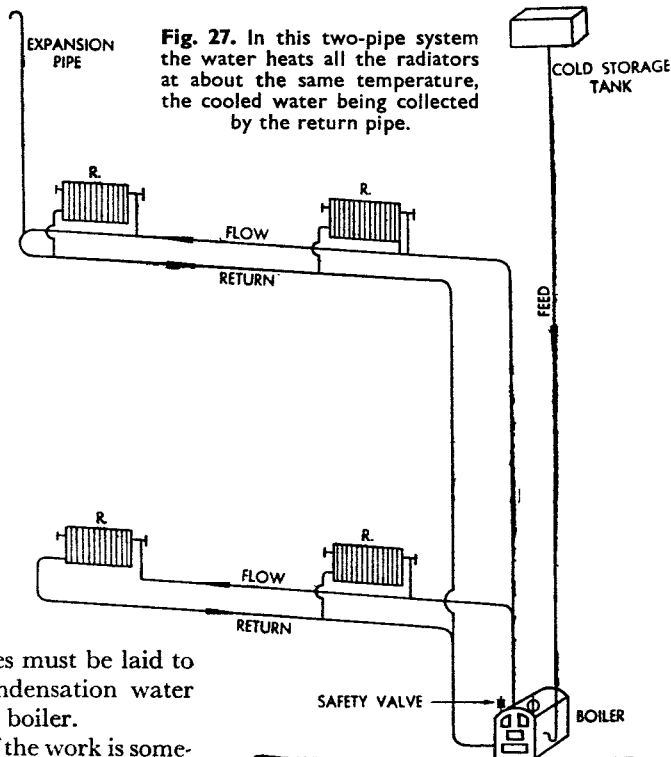 EXPANSION
PIPE
Fig. 27. In this two-pipe system
the water heats all the radiators
at about the same temperature,
the cooled water being collected
by the return pipe.
COLD STORAGE
TANK
R.
R.
FLOW
RETURN
FEED
R.
R.
FLOW
RETURN
SAFETY VALVE
BOILER
es must be laid to
ndensation water
boiler.
f the work is some-